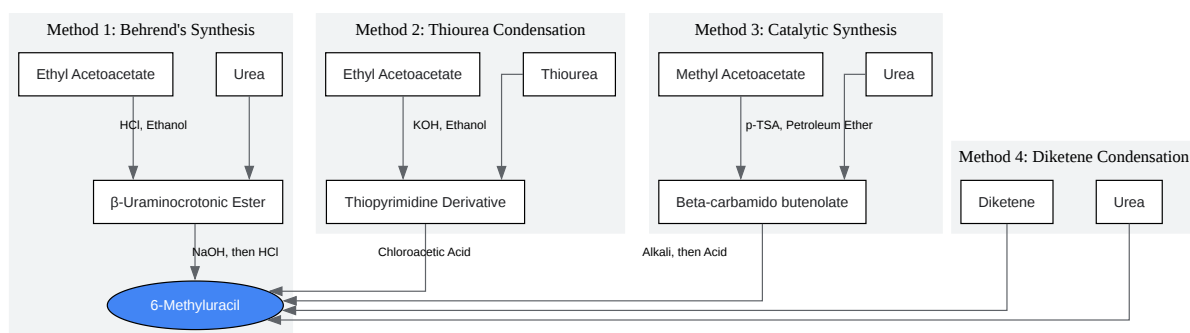 Method 1: Behrend's Synthesis
Ethyl Acetoacetate
Urea
HCl, Ethanol
β-Uraminocrotonic Ester
NaOH, then HCl
6-Methyluracil
Method 2: Thiourea Condensation
Ethyl Acetoacetate
Thiourea
KOH, Ethanol
Thiopyrimidine Derivative
Chloroacetic Acid
Method 3: Catalytic Synthesis
Methyl Acetoacetate
Urea
p-TSA, Petroleum Ether
Beta-carbamido butenolate
Alkali, then Acid
Method 4: Diketene Condensation
Diketene
Urea